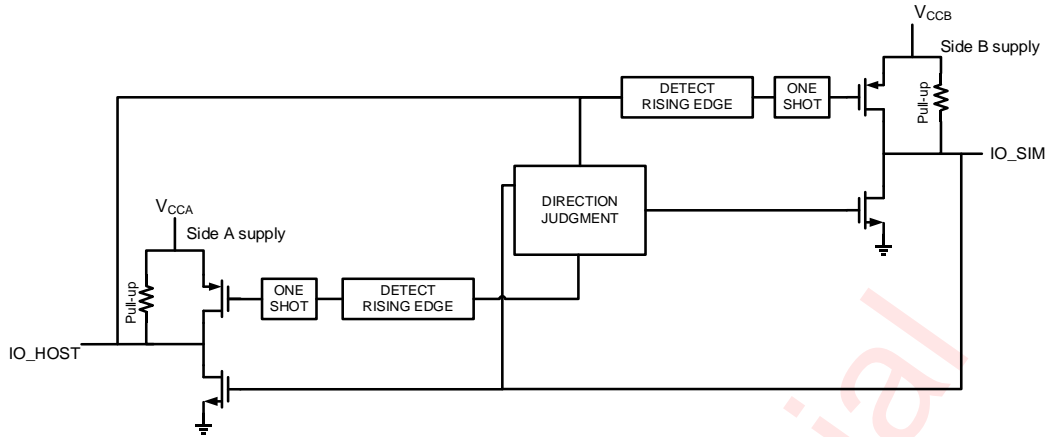 VCCB
Side B supply
DETECT
RISING EDGE
ONE
SHOT
Pull-up
IO_SIM
DIRECTION
JUDGMENT
VCCA
Side A supply
Pull-up
ONE
SHOT
DETECT
RISING EDGE
IO_HOST
ial